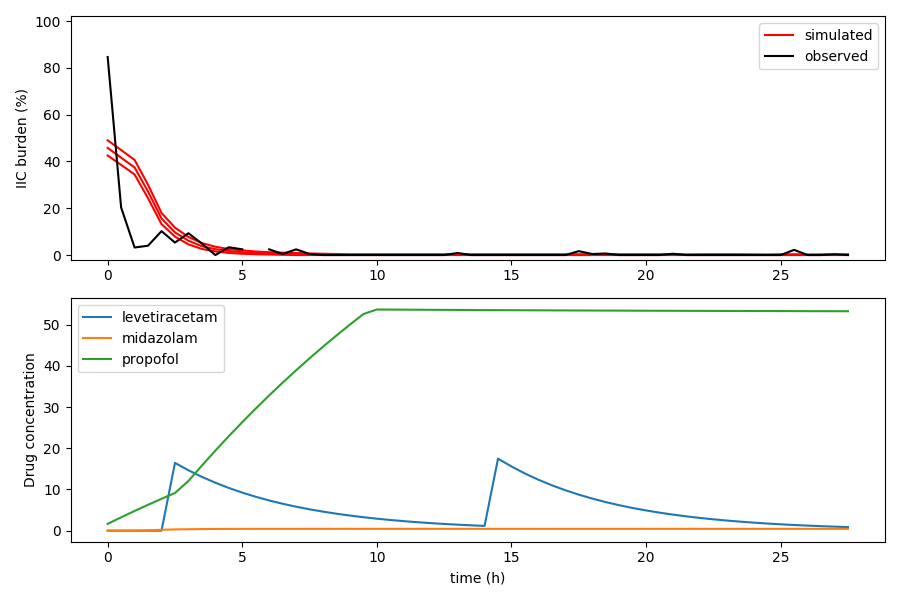 100
80
60
40
20
0
IIC burden (%)
simulated
observed
0 5 10 15 20 25
50
40
30
20
10
0
Drug concentration
levetiracetam
midazolam
propofol
0 5 10 15 20 25
time (h)